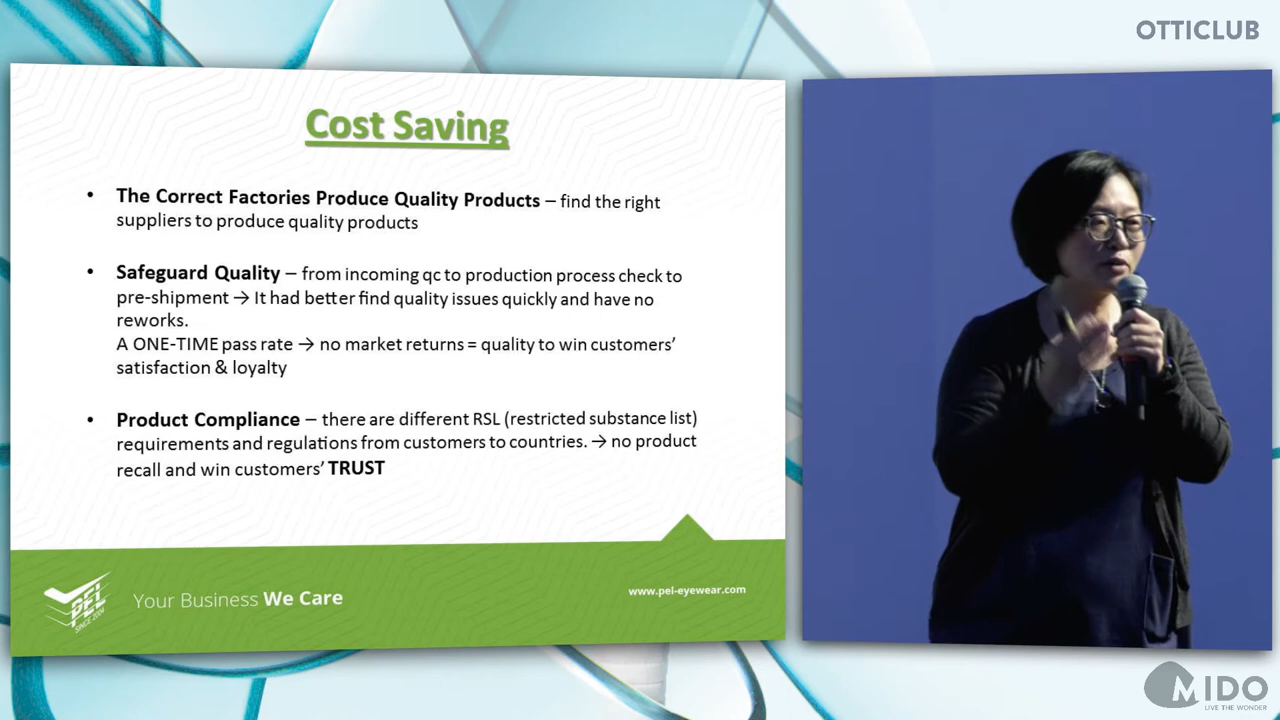 OTTICLUB
Cost Saving
• The Correct Factories Produce Quality Products – find the right
suppliers to produce quality products
• Safeguard Quality – from incoming qc to production process check to
pre-shipment → It had better find quality issues quickly and have no
reworks.
A ONE-TIME pass rate → no market returns = quality to win customers’
satisfaction & loyalty
• Product Compliance – there are different RSL (restricted substance list)
requirements and regulations from customers to countries. → no product
recall and win customers’ TRUST
PEL
SINCE 2004
Your Business We Care
www.pel-eyewear.com
MIDO
LIVE THE WONDER